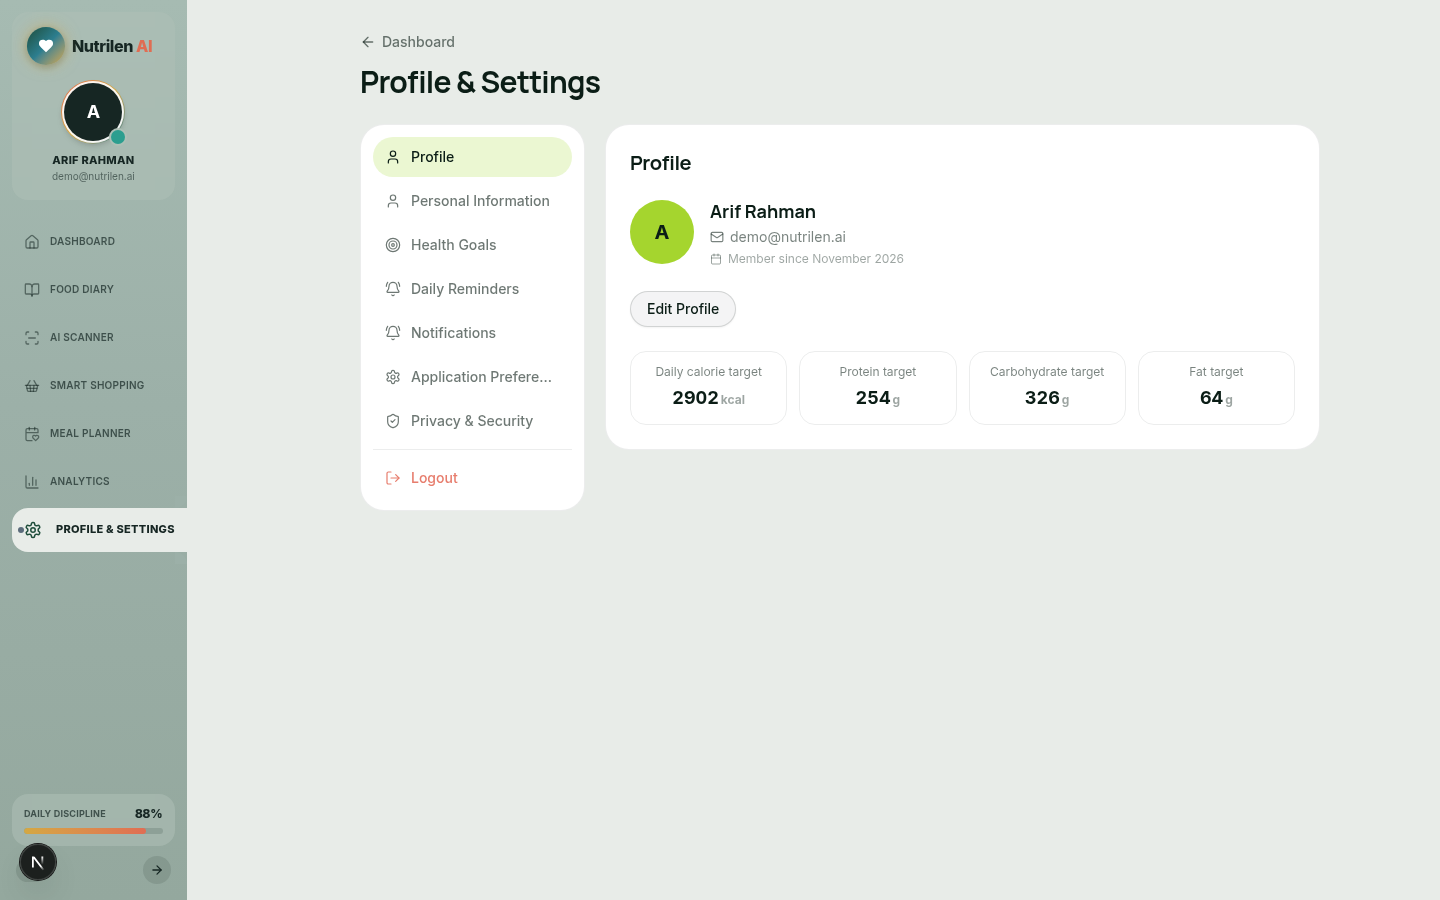 Nutrilen AI
A
ARIF RAHMAN
demo@nutrilen.ai
DASHBOARD
FOOD DIARY
AI SCANNER
SMART SHOPPING
MEAL PLANNER
ANALYTICS
PROFILE & SETTINGS
DAILY DISCIPLINE 88%
N
Dashboard
Profile & Settings
Profile
Personal Information
Health Goals
Daily Reminders
Notifications
Application Prefere...
Privacy & Security
Logout
Profile
A
Arif Rahman
demo@nutrilen.ai
Member since November 2026
Edit Profile
Daily calorie target
2902 kcal
Protein target
254 g
Carbohydrate target
326 g
Fat target
64 g